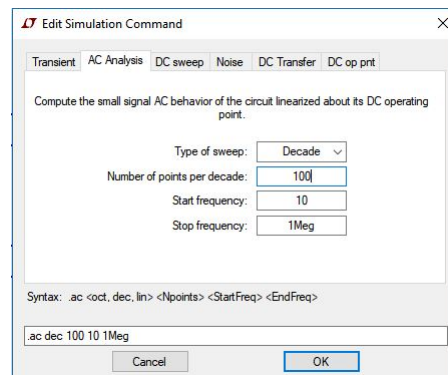 Edit Simulation Command
Transient AC Analysis DC sweep Noise DC Transfer DC op pnt
Compute the small signal AC behavior of the circuit linearized about its DC operating
point.
Type of sweep: Decade
Number of points per decade: 100
Start frequency: 10
Stop frequency: 1Meg
Syntax: .ac <oct, dec, lin> <Npoints> <StartFreq> <EndFreq>
.ac dec 100 10 1Meg
Cancel OK